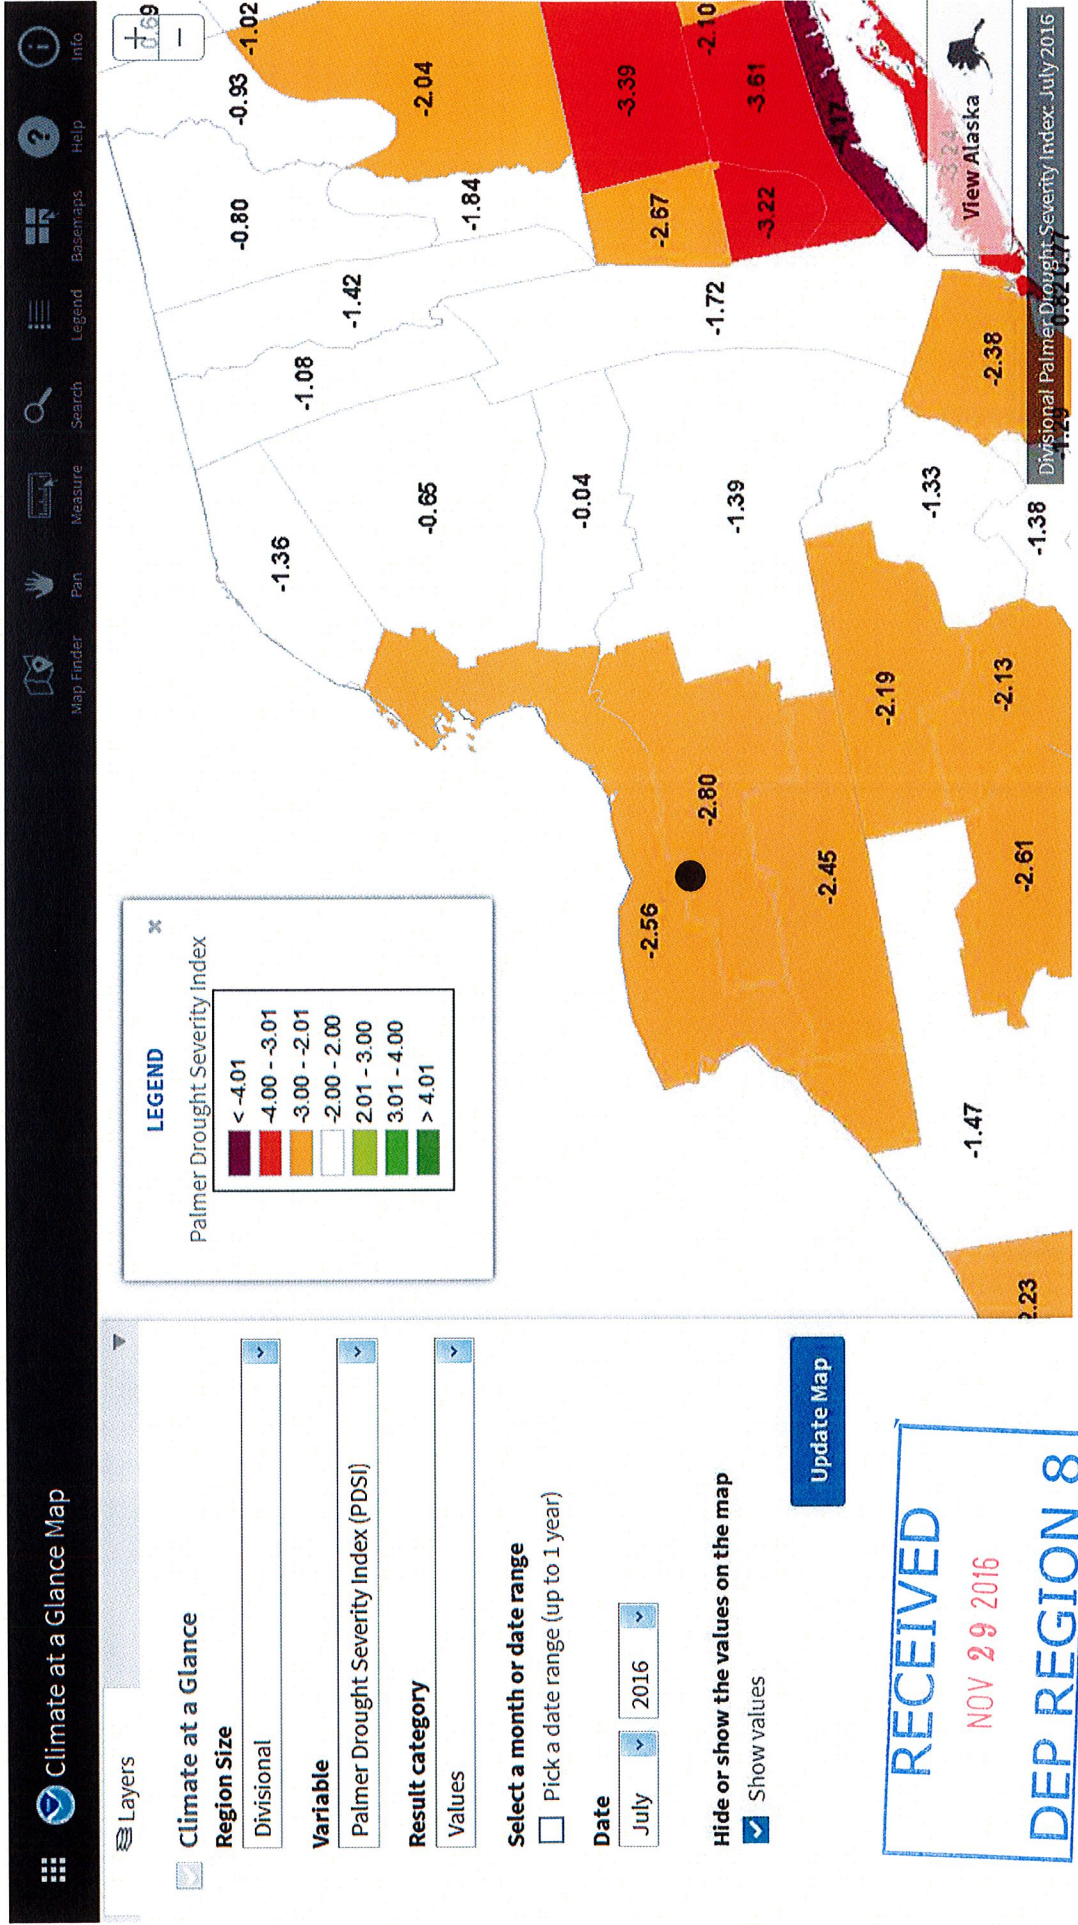 Climate at a Glance Map
Map Finder
Pan
Measure
Search
Legend
Basemaps
Help
Info
Layers
Climate at a Glance
Region Size
Divisional
Variable
Palmer Drought Severity Index (PDSI)
Result category
Values
Select a month or date range
Pick a date range (up to 1 year)
Date
July
2016
Hide or show the values on the map
Show values
Update Map
RECEIVED
NOV 29 2016
DEP REGION 8
LEGEND
×
Palmer Drought Severity Index
< -4.01
-4.00 - -3.01
-3.00 - -2.01
-2.00 - 2.00
2.01 - 3.00
3.01 - 4.00
> 4.01
+
−
-1.02
-0.93
-0.80
-2.04
-1.42
-1.08
-1.36
-1.84
-0.65
-3.39
-2.10
-2.67
-3.61
-0.04
-3.22
-4.17
-1.72
-1.39
-2.56
-2.80
-2.45
-2.19
-1.33
-2.38
-1.47
-2.61
-2.13
-1.38
-1.29
View Alaska
Divisional Palmer Drought Severity Index: July 2016